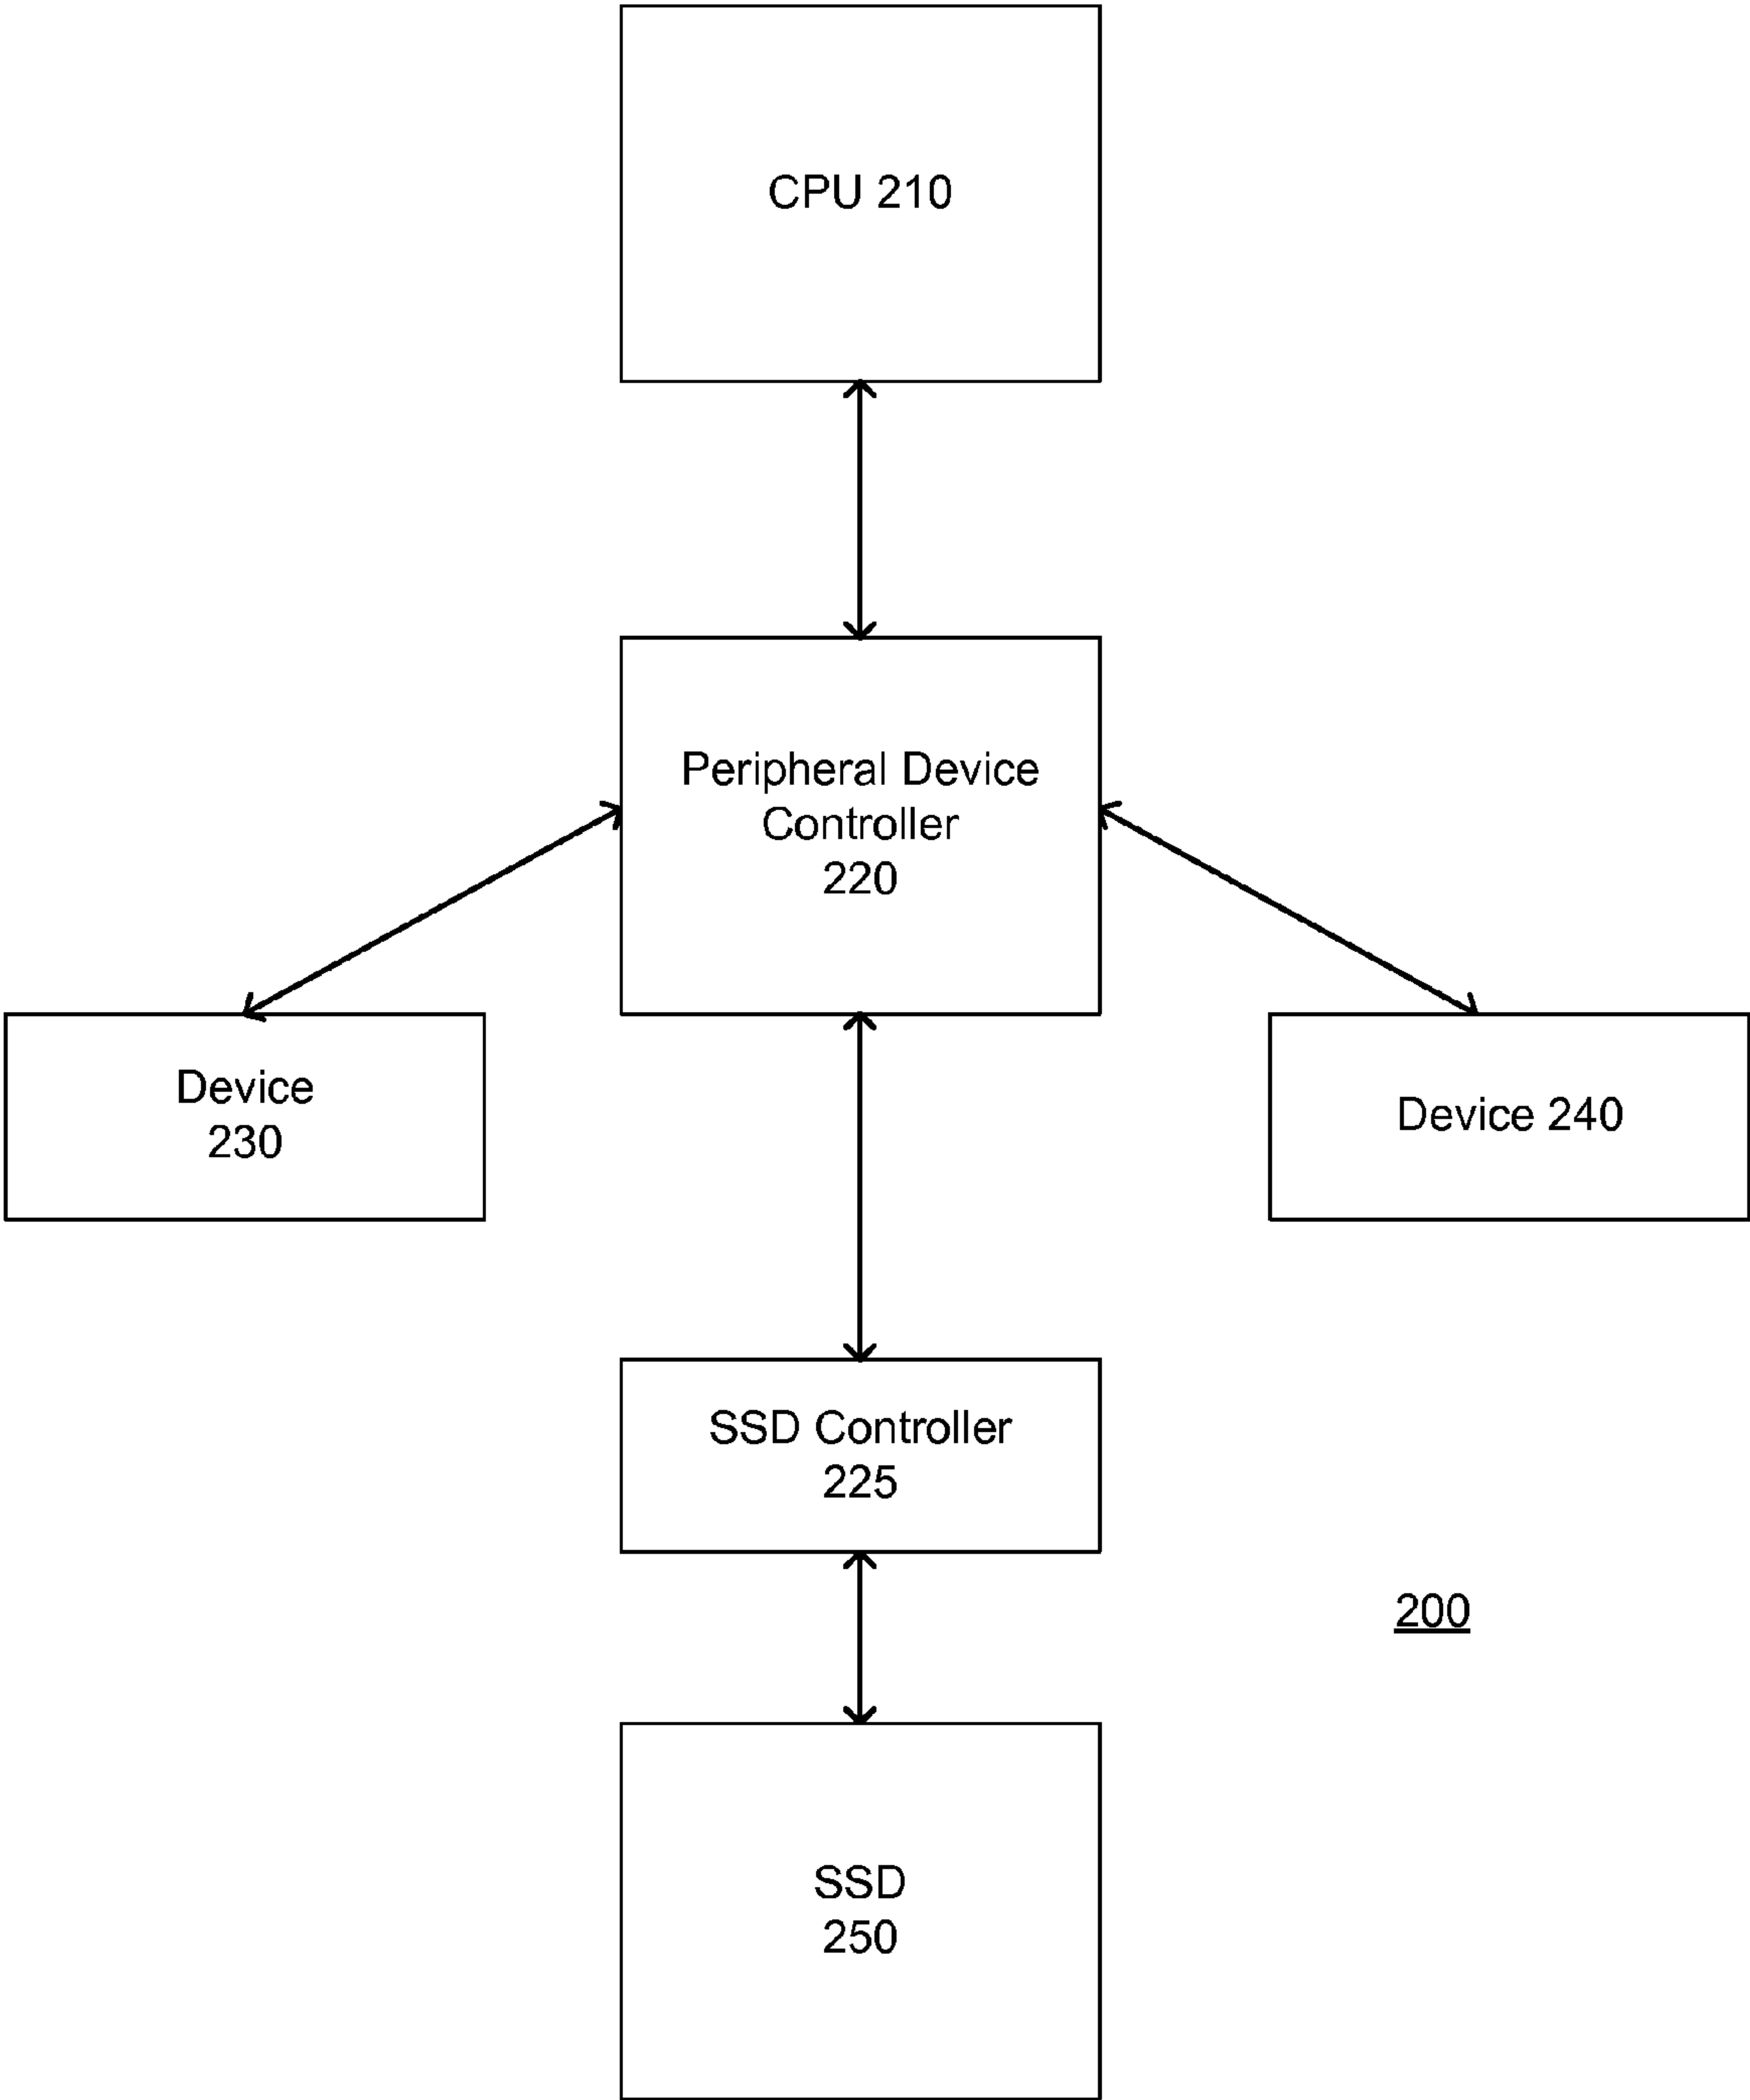 CPU 210
Peripheral Device
Controller
220
Device
230
Device 240
SSD Controller
225
200
SSD
250